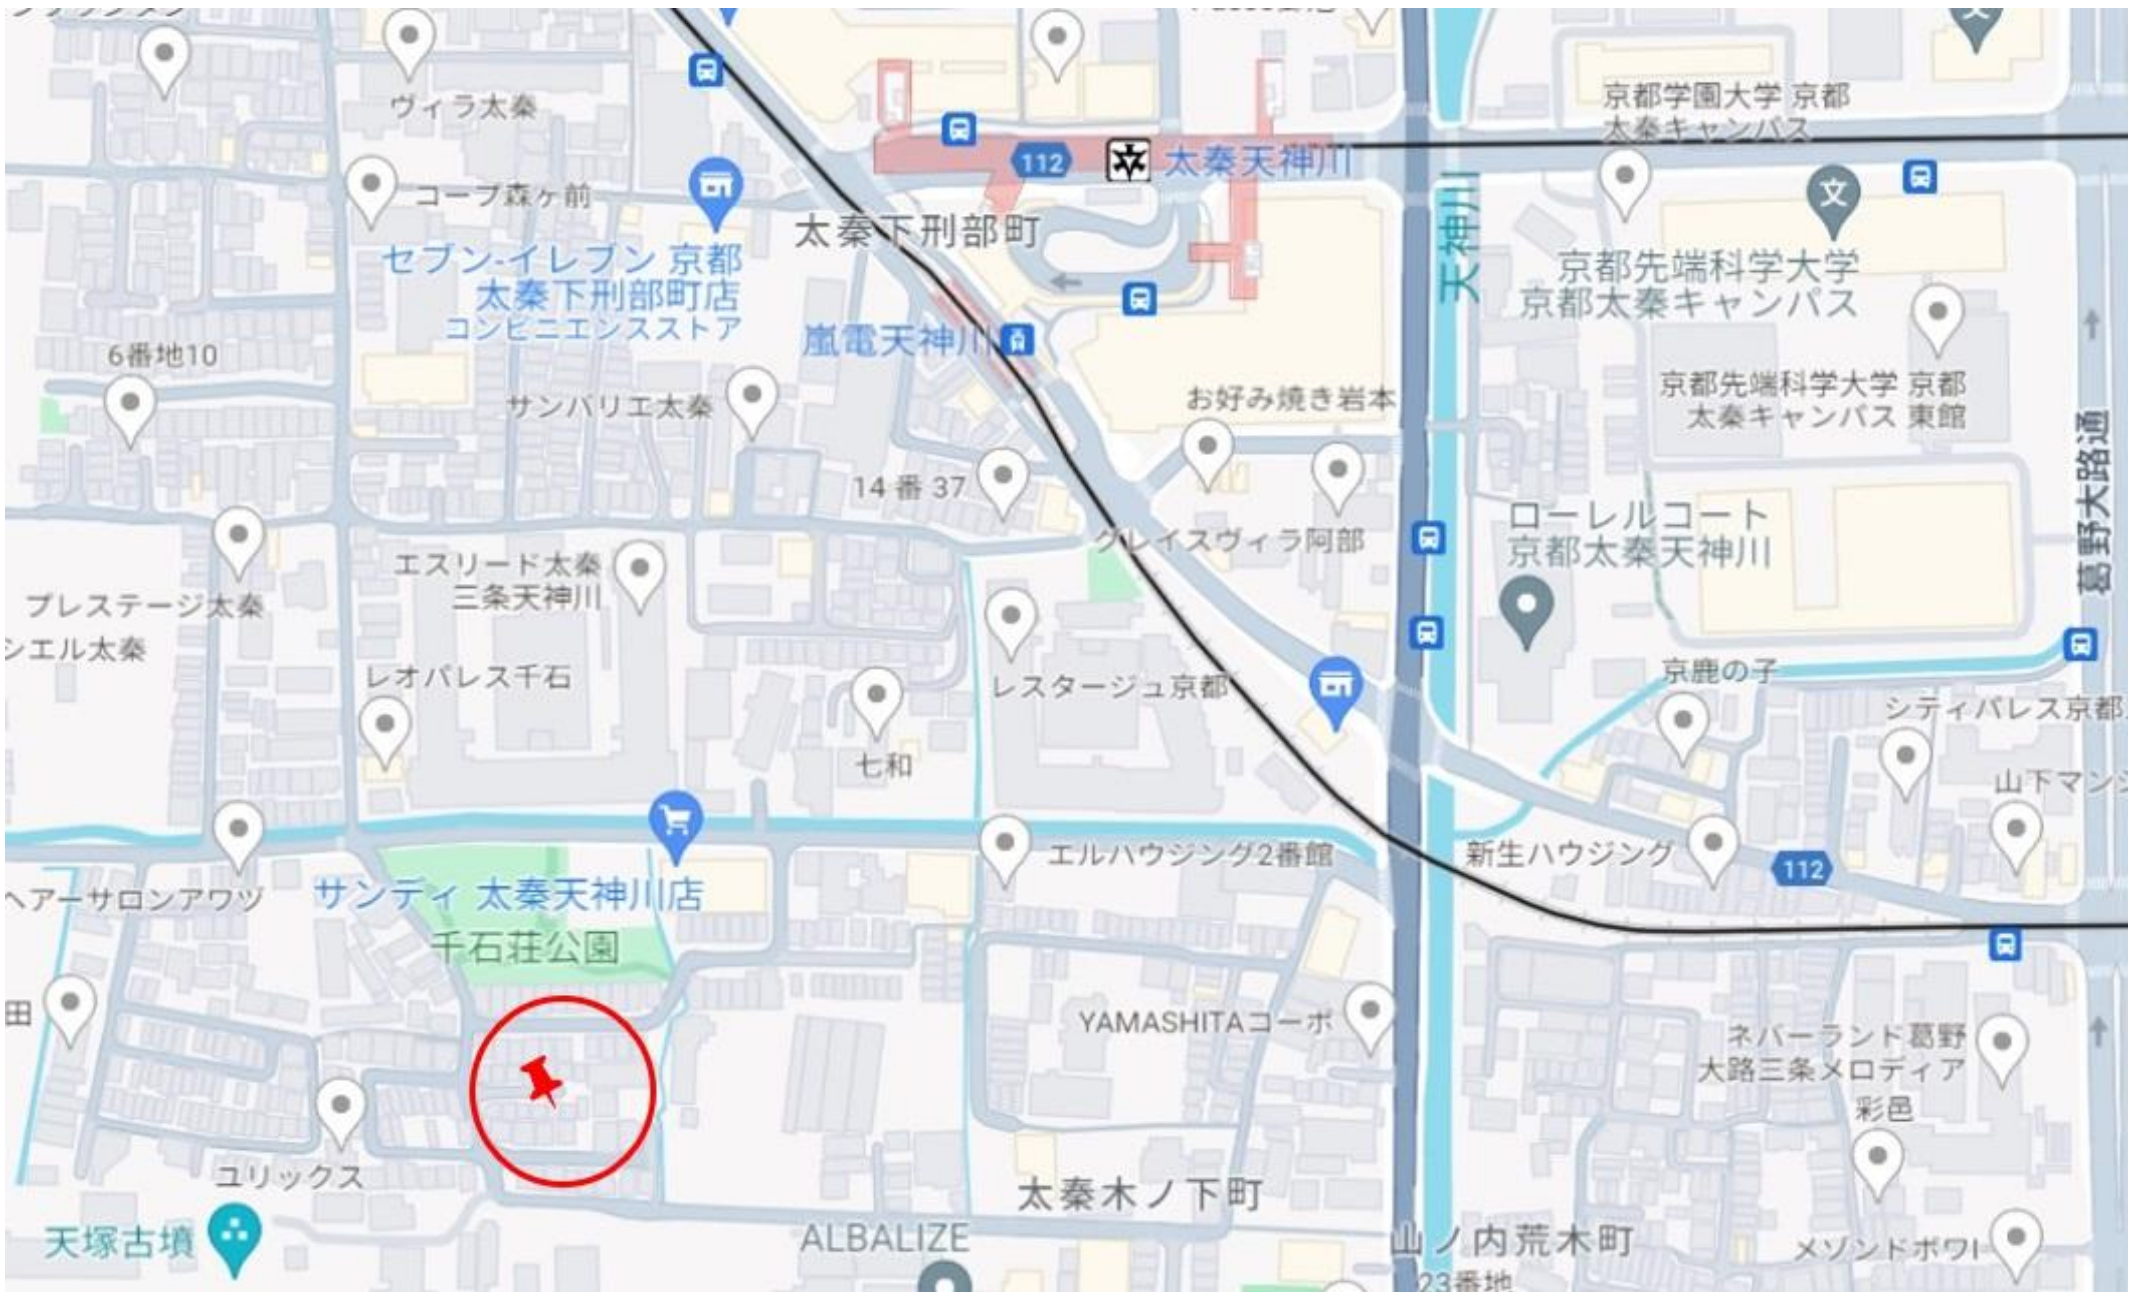 ヴィラ太秦
京都学園大学 京都
太秦キャンパス
112
太秦天神川
コープ森ヶ前
太秦下刑部町
天神川
セブン-イレブン 京都
太秦下刑部町店
コンビニエンスストア
京都先端科学大学
京都太秦キャンパス
嵐電天神川
6番地10
サンバリエ太秦
お好み焼き岩本
京都先端科学大学 京都
太秦キャンパス 東館
葛野大路通
14 番 37
ローレルコート
京都太秦天神川
グレイスヴィラ阿部
エスリード太秦
三条天神川
プレステージ太秦
シエル太秦
レオパレス千石
レスタージュ京都
京鹿の子
シティパレス京都
七和
山下マンシ
エルハウジング2番館
新生ハウジング
112
ヘアーサロンアワヅ
サンディ 太秦天神川店
千石荘公園
田
YAMASHITAコーポ
ネバーランド葛野
大路三条メロディア
彩邑
ユリックス
太秦木ノ下町
天塚古墳
ALBALIZE
山ノ内荒木町
メゾンドボワI
23番地